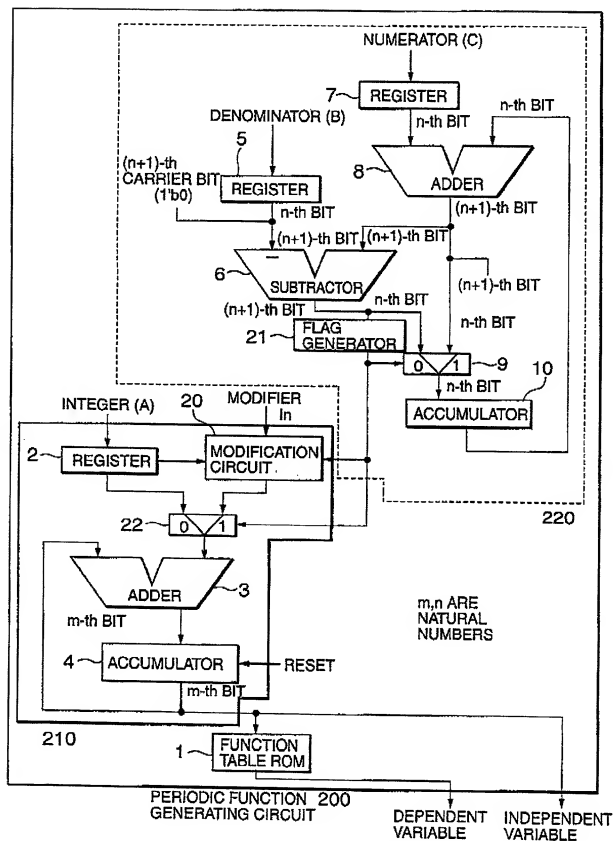 NUMERATOR (C)
7
REGISTER
n-th BIT
n-th BIT
DENOMINATOR (B)
8
ADDER
(n+1)-th
CARRIER BIT
(1'b0)
5
REGISTER
n-th BIT
(n+1)-th BIT
(n+1)-th BIT
(n+1)-th BIT
–
6
SUBTRACTOR
(n+1)-th BIT
(n+1)-th BIT
n-th BIT
n-th BIT
21
FLAG
GENERATOR
0 1
9
n-th BIT
10
ACCUMULATOR
INTEGER (A)
20
MODIFIER
In
2
REGISTER
MODIFICATION
CIRCUIT
220
22
0 1
ADDER
3
m-th BIT
m,n ARE
NATURAL
NUMBERS
4
ACCUMULATOR
RESET
m-th BIT
210
1
FUNCTION
TABLE ROM
PERIODIC FUNCTION 200
GENERATING CIRCUIT
DEPENDENT
VARIABLE
INDEPENDENT
VARIABLE